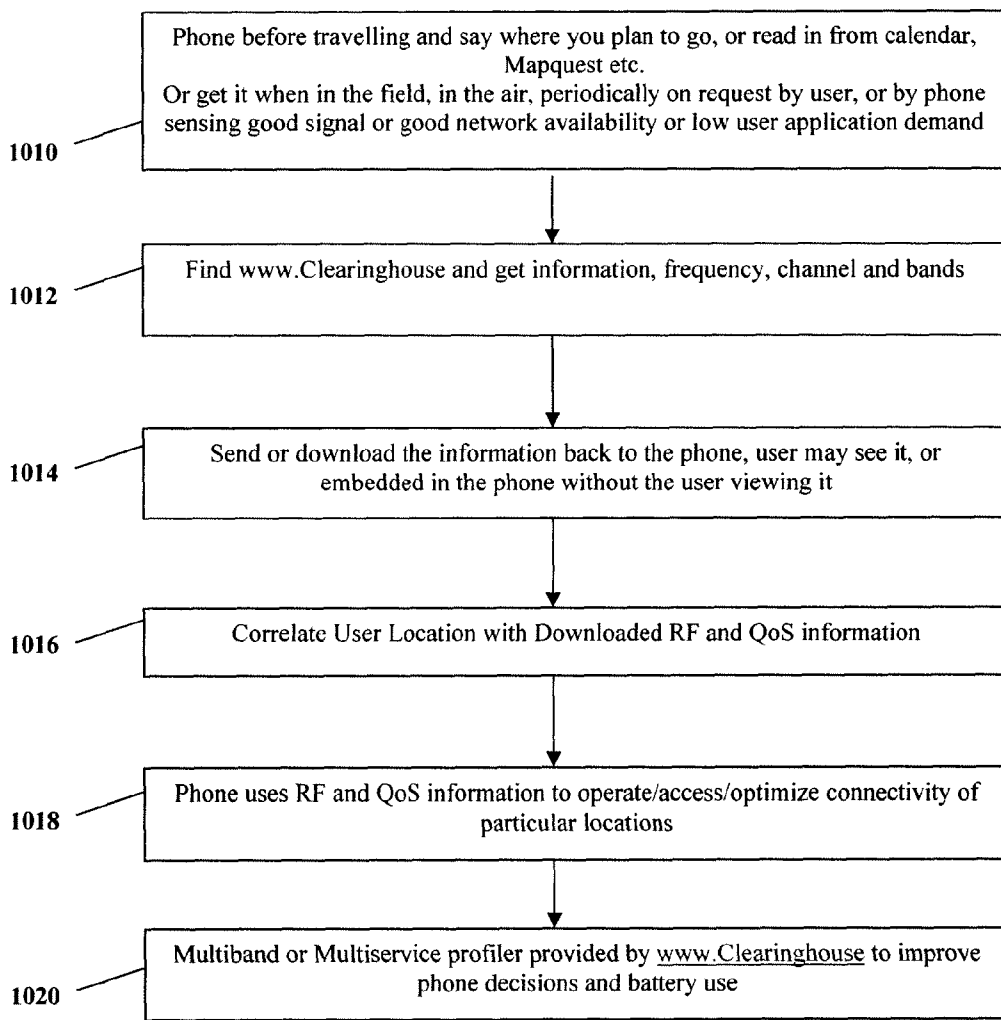 Phone before travelling and say where you plan to go, or read in from calendar,
Mapquest etc.
Or get it when in the field, in the air, periodically on request by user, or by phone
sensing good signal or good network availability or low user application demand
1010
Find www.Clearinghouse and get information, frequency, channel and bands
1012
Send or download the information back to the phone, user may see it, or
embedded in the phone without the user viewing it
1014
Correlate User Location with Downloaded RF and QoS information
1016
Phone uses RF and QoS information to operate/access/optimize connectivity of
particular locations
1018
Multiband or Multiservice profiler provided by www.Clearinghouse to improve
phone decisions and battery use
1020